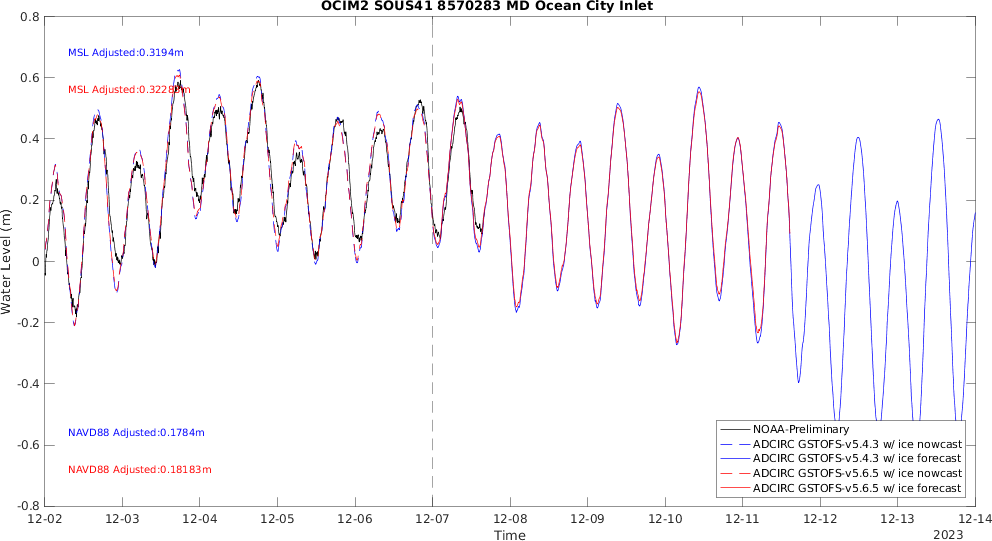 OCIM2 SOUS41 8570283 MD Ocean City Inlet
0.8
0.6
0.4
0.2
0
-0.2
-0.4
-0.6
-0.8
Water Level (m)
MSL Adjusted:0.3194m
MSL Adjusted:0.3228m
NAVD88 Adjusted:0.1784m
NAVD88 Adjusted:0.18183m
NOAA-Preliminary
ADCIRC GSTOFS-v5.4.3 w/ ice nowcast
ADCIRC GSTOFS-v5.4.3 w/ ice forecast
ADCIRC GSTOFS-v5.6.5 w/ ice nowcast
ADCIRC GSTOFS-v5.6.5 w/ ice forecast
12-02 12-03 12-04 12-05 12-06 12-07 12-08 12-09 12-10 12-11 12-12 12-13 12-14
Time
2023